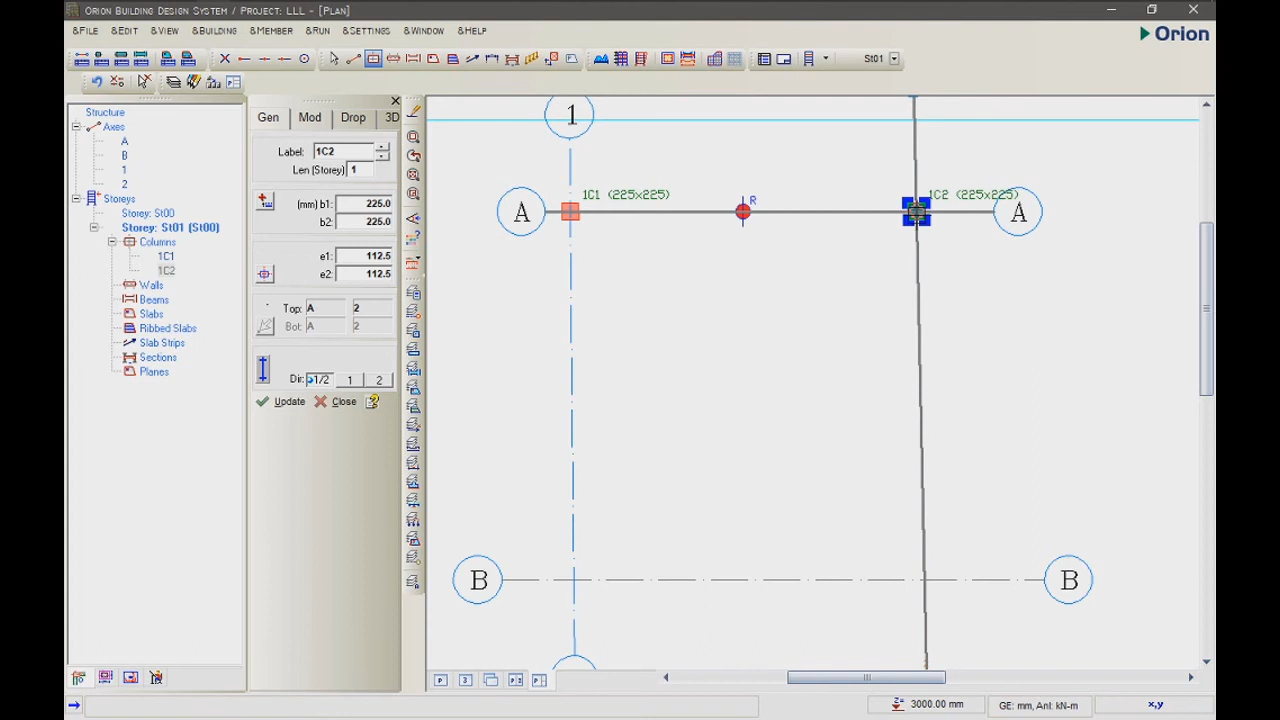 ORION BUILDING DESIGN SYSTEM / PROJECT: LLL - [PLAN]
&FILE &EDIT &VIEW &BUILDING &MEMBER &RUN &SETTINGS &WINDOW &HELP
Orion
St01
Structure
Axes
A
B
1
2
Storeys
Storey: St00
Storey: St01 (St00)
Columns
1C1
1C2
Walls
Beams
Slabs
Ribbed Slabs
Slab Strips
Sections
Planes
Gen Mod Drop 3D
Label: 1C2
Len (Storey) 1
(mm) b1: 225.0
b2: 225.0
e1: 112.5
e2: 112.5
Top: A 2
Bot: A 2
Dir: 1/2 1 2
Update Close
1
1C1 (225x225) R 1C2 (225x225)
A A
B B
P 3
Z= 3000.00 mm GE: mm, Anl: kN-m x,y